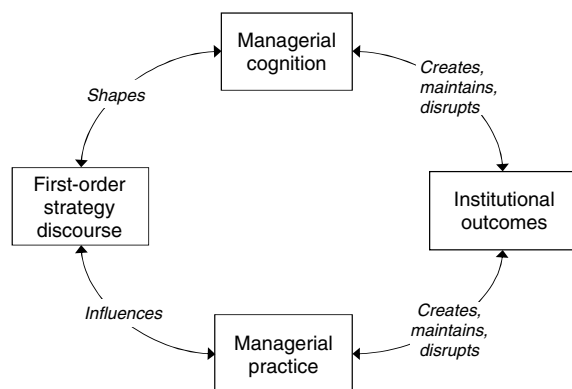 Managerial
cognition
Creates,
maintains,
disrupts
Shapes
First-order
strategy
discourse
Institutional
outcomes
Influences
Creates,
maintains,
disrupts
Managerial
practice